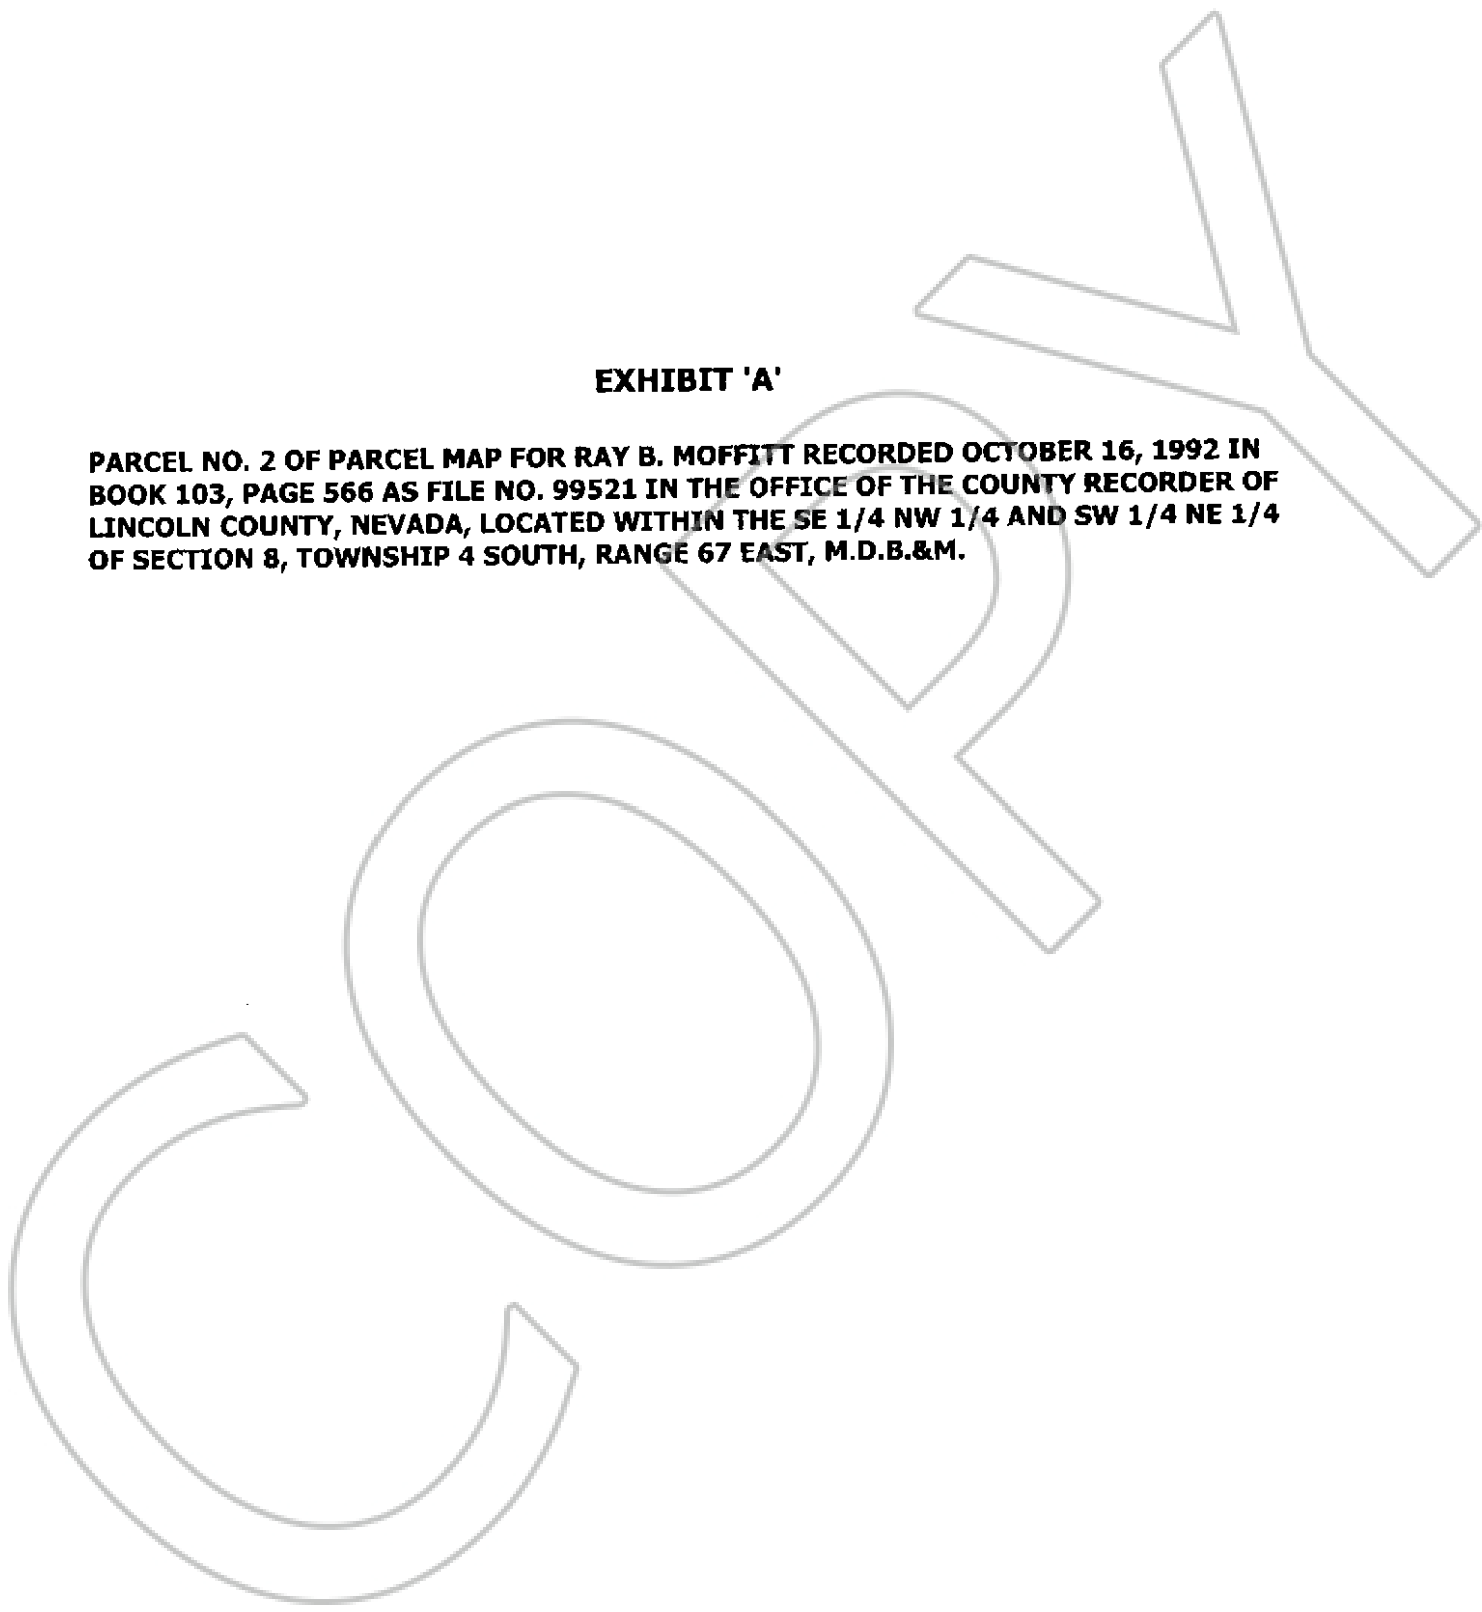 EXHIBIT 'A'
PARCEL NO. 2 OF PARCEL MAP FOR RAY B. MOFFITT RECORDED OCTOBER 16, 1992 IN
BOOK 103, PAGE 566 AS FILE NO. 99521 IN THE OFFICE OF THE COUNTY RECORDER OF
LINCOLN COUNTY, NEVADA, LOCATED WITHIN THE SE 1/4 NW 1/4 AND SW 1/4 NE 1/4
OF SECTION 8, TOWNSHIP 4 SOUTH, RANGE 67 EAST, M.D.B.&M.
COPY